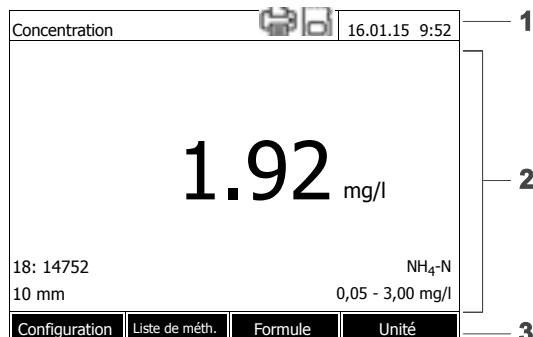 Concentration 16.01.15 9:52 1
1.92 mg/l 2
18: 14752 NH₄-N
10 mm 0,05 - 3,00 mg/l
Configuration Liste de méth. Formule Unité 3